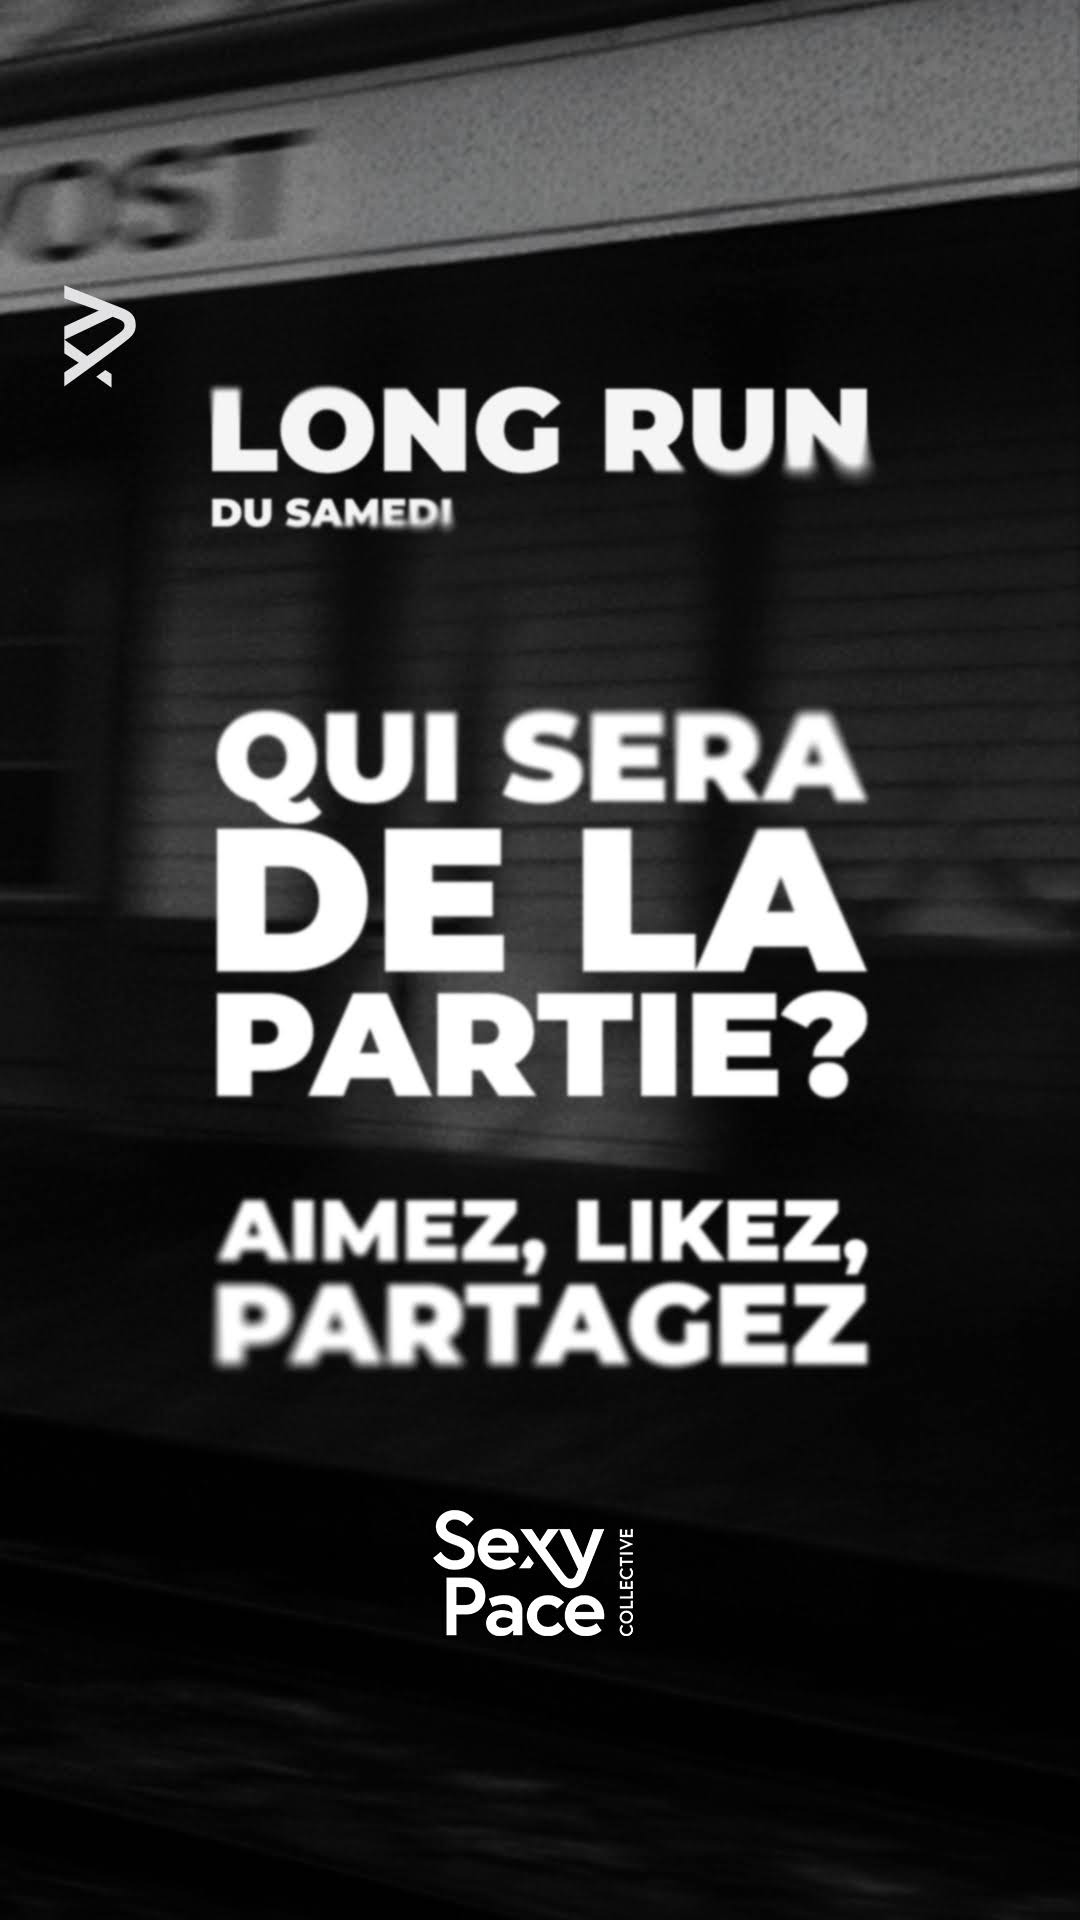 LONG RUN
DU SAMEDI
QUI SERA
DE LA
PARTIE?
AIMEZ, LIKEZ,
PARTAGEZ
Sexy
Pace
COLLECTIVE